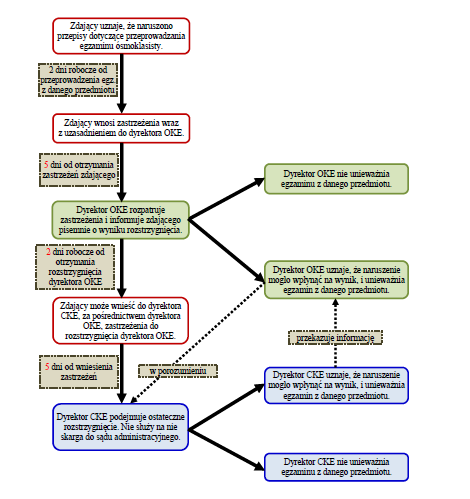 Zdający uznaje, że naruszono
przepisy dotyczące przeprowadzania
egzaminu ósmoklasisty.
2 dni robocze od
przeprowadzenia egz.
z danego przedmiotu
Zdający wnosi zastrzeżenia wraz
z uzasadnieniem do dyrektora OKE.
5 dni od otrzymania
zastrzeżeń zdającego
Dyrektor OKE rozpatruje
zastrzeżenia i informuje zdającego
pisemnie o wyniku rozstrzygnięcia.
Dyrektor OKE nie unieważnia
egzaminu z danego przedmiotu.
2 dni robocze od
otrzymania
rozstrzygnięcia
dyrektora OKE
Dyrektor OKE uznaje, że naruszenie
mogło wpłynąć na wynik, i unieważnia
egzamin z danego przedmiotu.
Zdający może wnieść do dyrektora
CKE, za pośrednictwem dyrektora
OKE, zastrzeżenia do
rozstrzygnięcia dyrektora OKE.
przekazuje informację
5 dni od wniesienia
zastrzeżeń
w porozumieniu
Dyrektor CKE uznaje, że naruszenie
mogło wpłynąć na wynik, i unieważnia
egzamin z danego przedmiotu.
Dyrektor CKE podejmuje ostateczne
rozstrzygnięcie. Nie służy na nie
skarga do sądu administracyjnego.
Dyrektor CKE nie unieważnia
egzaminu z danego przedmiotu.